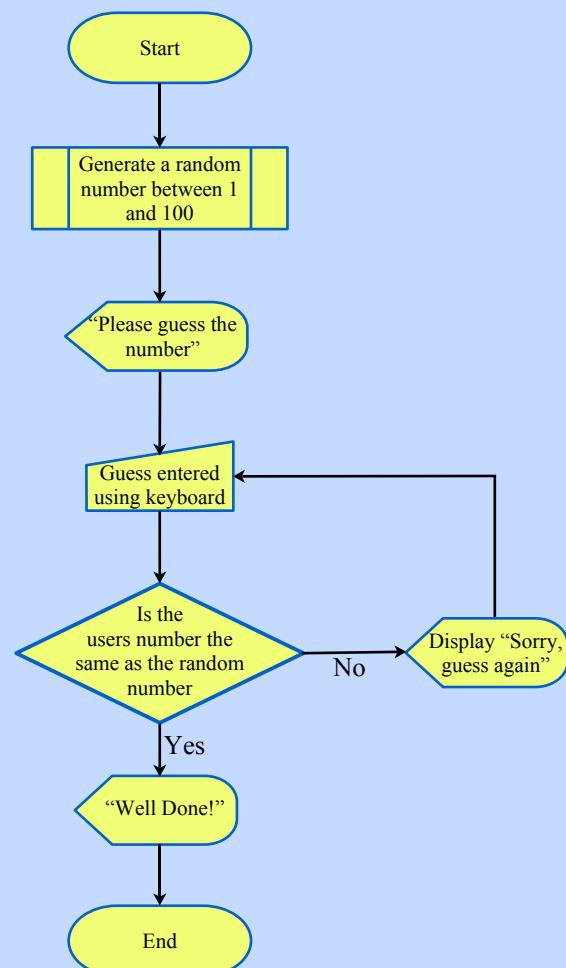 Start
Generate a random
number between 1
and 100
“Please guess the
number”
Guess entered
using keyboard
Is the
users number the
same as the random
number
No
Display “Sorry,
guess again”
Yes
“Well Done!”
End